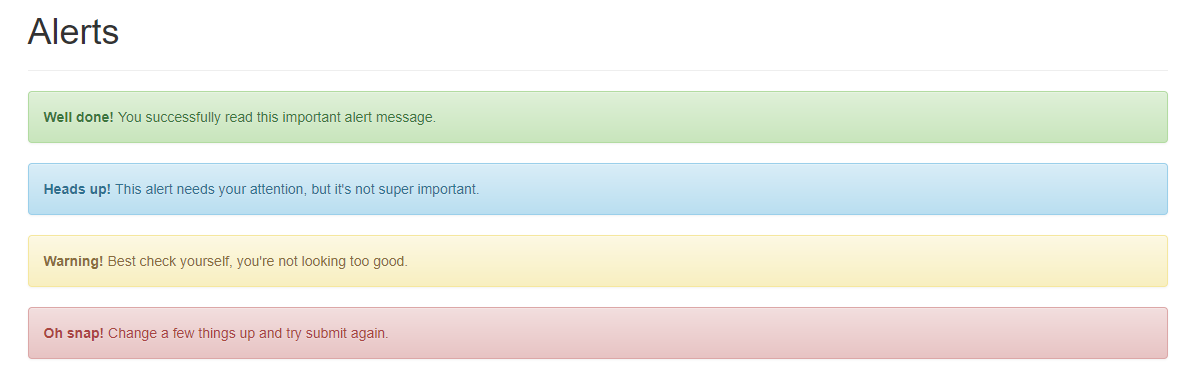 Alerts
Well done! You successfully read this important alert message.
Heads up! This alert needs your attention, but it's not super important.
Warning! Best check yourself, you're not looking too good.
Oh snap! Change a few things up and try submit again.